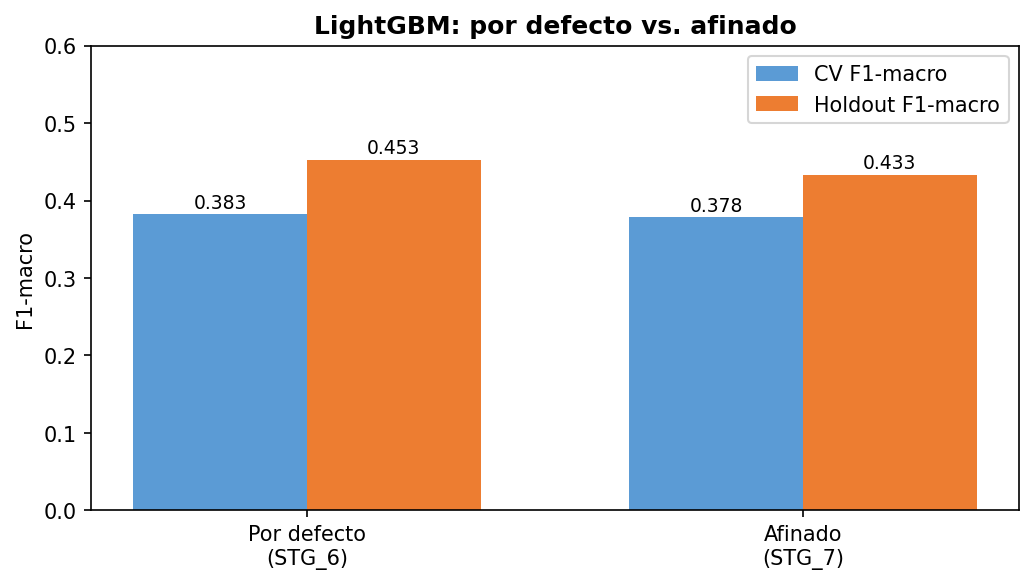 LightGBM: por defecto vs. afinado
CV F1-macro
Holdout F1-macro
F1-macro
0.6
0.5
0.4
0.3
0.2
0.1
0.0
0.383
0.453
0.378
0.433
Por defecto
(STG_6)
Afinado
(STG_7)